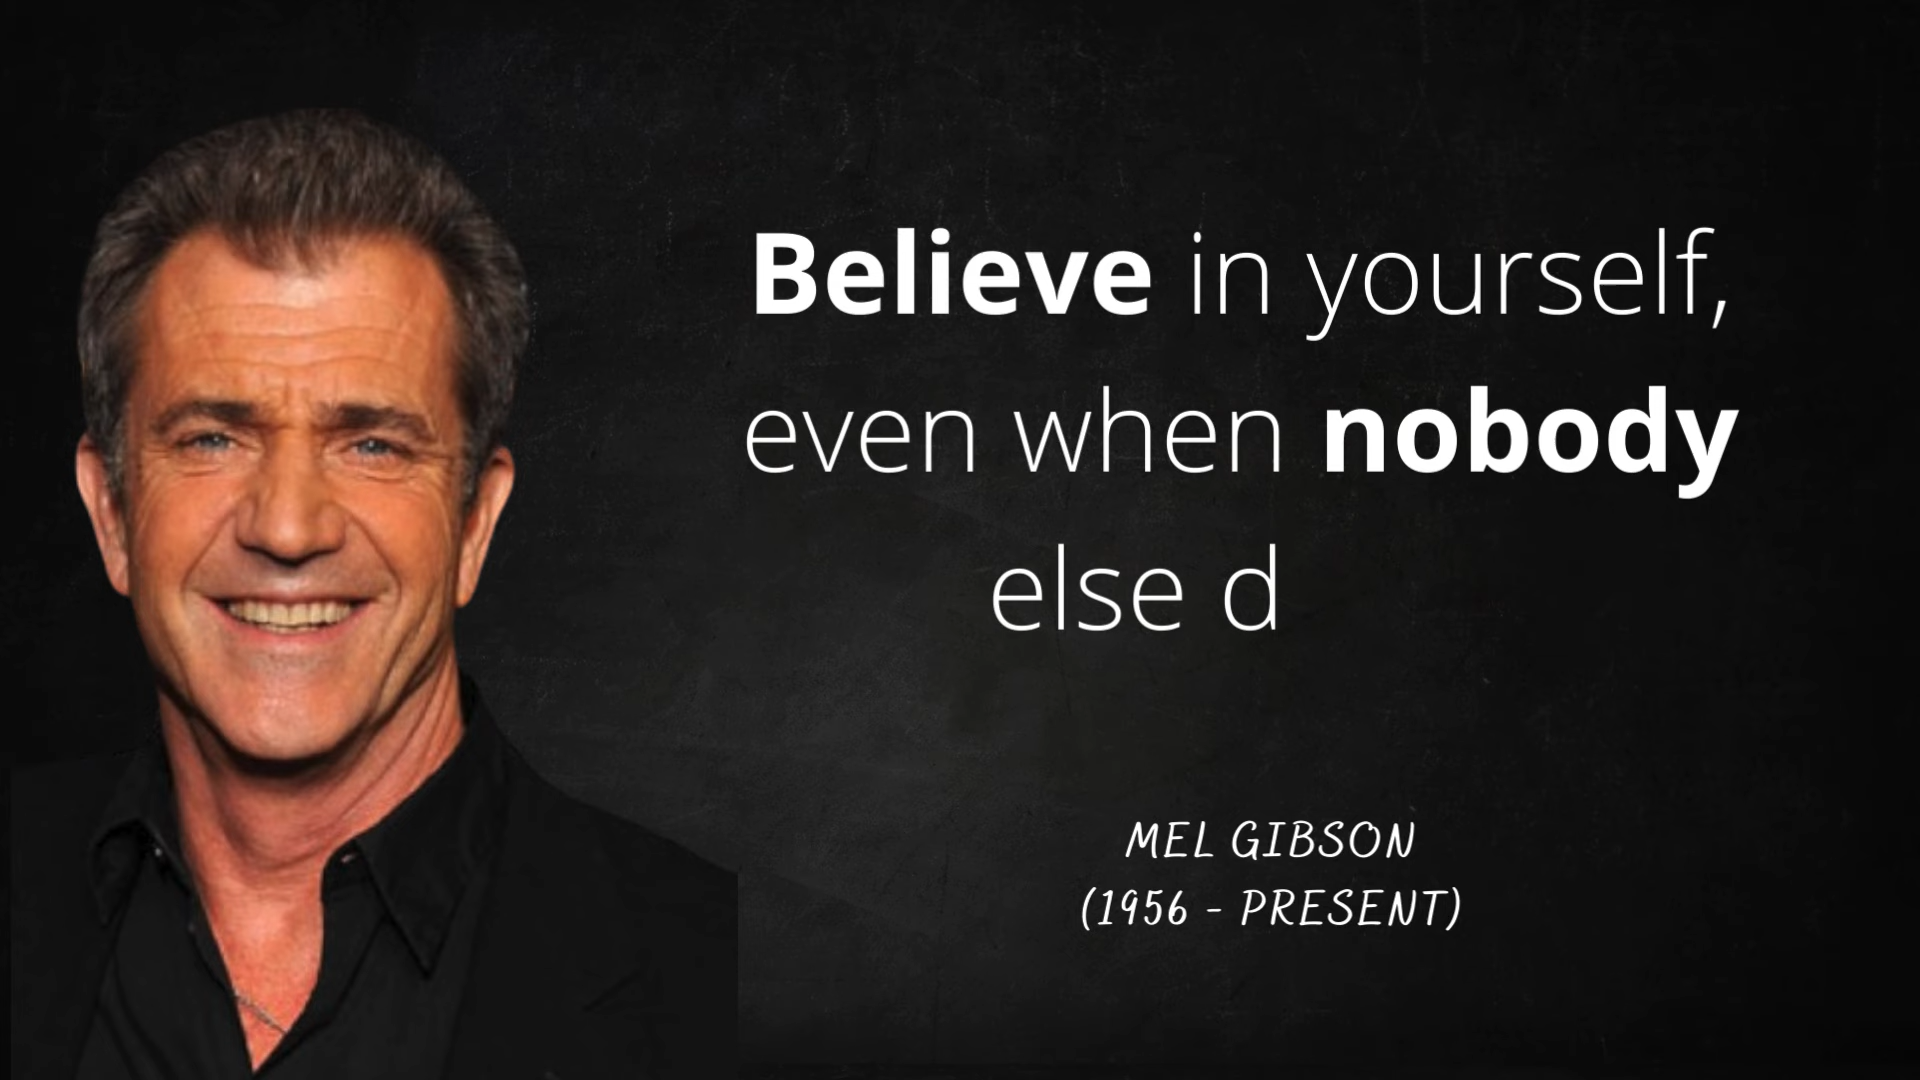 Believe in yourself,
even when nobody
else d
MEL GIBSON
(1956 - PRESENT)